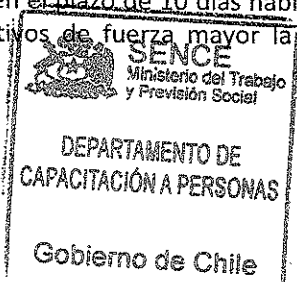 en el plazo de 10 días hábi
tivos de fuerza mayor la
SENCE
Ministerio del Trabajo
y Previsión Social
DEPARTAMENTO DE
CAPACITACIÓN A PERSONAS
Gobierno de Chile